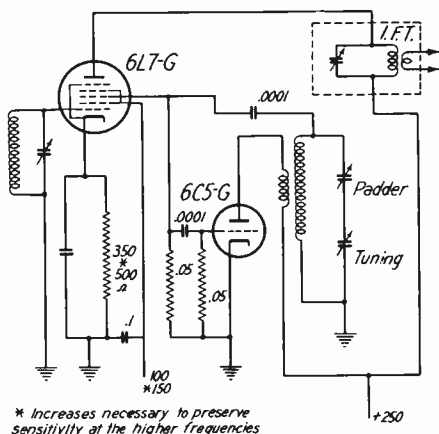 I.F.T.
6L7-G
.0001
6C5-G
.0001
Padder
Tuning
350
*
500
Ω
.05
.05
.1
100
*150
+250
* Increases necessary to preserve
sensitivity at the higher frequencies